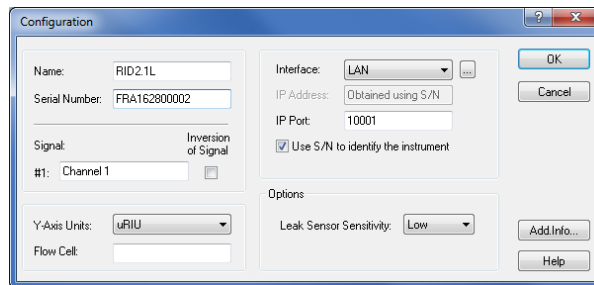 Configuration
Name: RID2.1L
Serial Number: FRA162800002
Signal: Inversion of Signal
#1: Channel 1
Y-Axis Units: uRIU
Flow Cell:
Interface: LAN ...
IP Address: Obtained using S/N
IP Port: 10001
Use S/N to identify the instrument
Options
Leak Sensor Sensitivity: Low
OK
Cancel
Add.Info...
Help